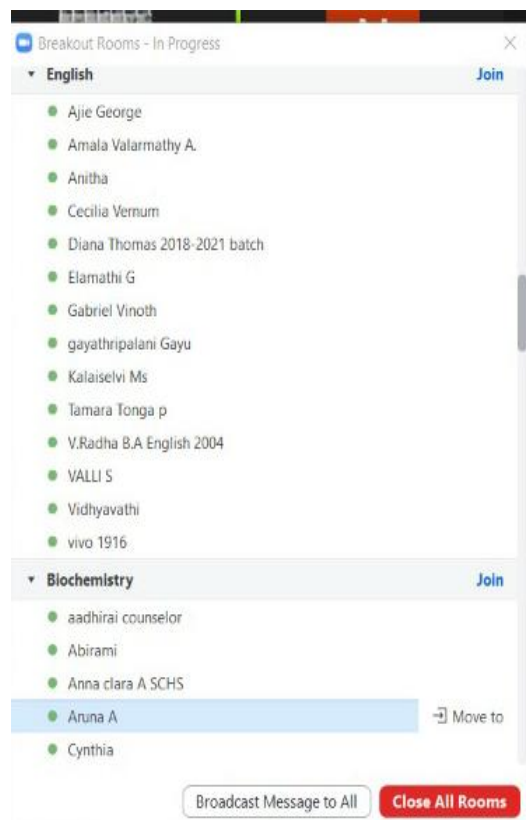 Breakout Rooms - In Progress
English Join
Ajie George
Amala Valarmathy A.
Anitha
Cecilia Vernum
Diana Thomas 2018-2021 batch
Elamathi G
Gabriel Vinoth
gayathripalani Gayu
Kalaiselvi Ms
Tamara Tonga p
V.Radha B.A English 2004
VALLI S
Vidhyavathi
vivo 1916
Biochemistry Join
aadhirai counselor
Abirami
Anna clara A SCHS
Aruna A Move to
Cynthia
Broadcast Message to All Close All Rooms